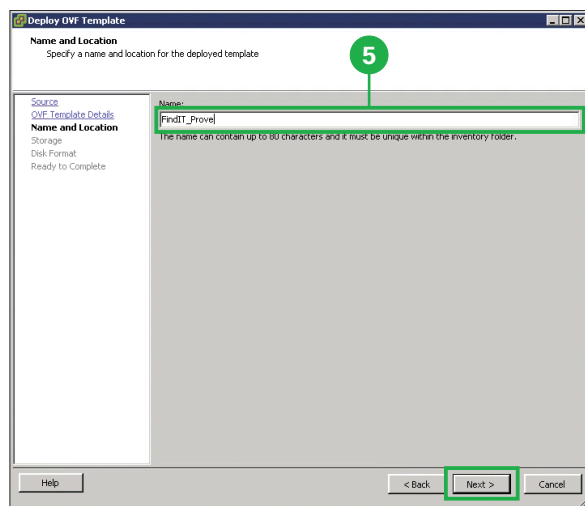 Deploy OVF Template
Name and Location
Specify a name and location for the deployed template
5
Source
OVF Template Details
Name and Location
Storage
Disk Format
Ready to Complete
Name:
FindIT_Prove
The name can contain up to 80 characters and it must be unique within the inventory folder.
Help
< Back
Next >
Cancel